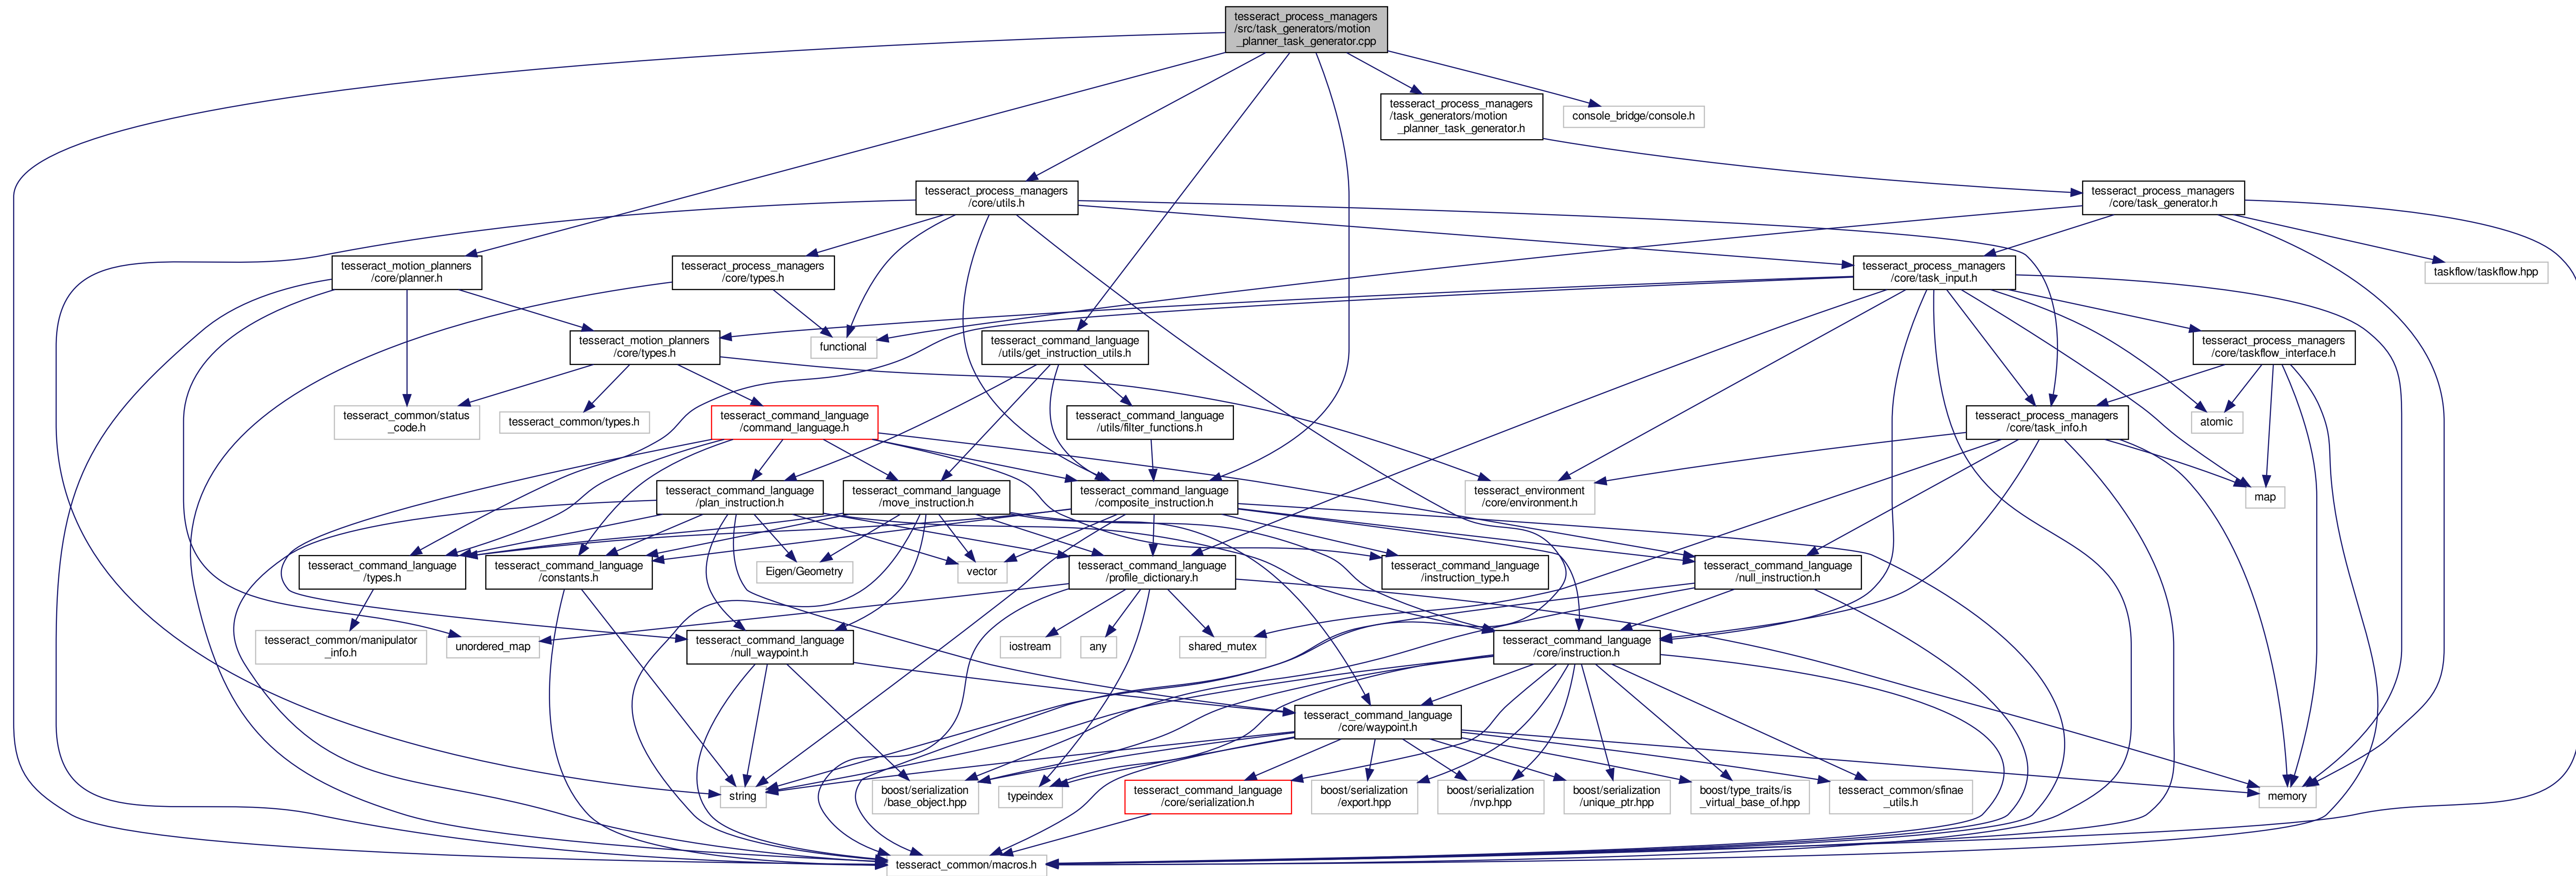 tesseract_process_managers
/src/task_generators/motion
_planner_task_generator.cpp
tesseract_process_managers
/task_generators/motion
_planner_task_generator.h
console_bridge/console.h
tesseract_process_managers
/core/utils.h
tesseract_process_managers
/core/task_generator.h
tesseract_motion_planners
/core/planner.h
tesseract_process_managers
/core/types.h
tesseract_process_managers
/core/task_input.h
taskflow/taskflow.hpp
tesseract_motion_planners
/core/types.h
functional
tesseract_command_language
/utils/get_instruction_utils.h
tesseract_process_managers
/core/taskflow_interface.h
tesseract_common/status
_code.h
tesseract_common/types.h
tesseract_command_language
/command_language.h
tesseract_command_language
/utils/filter_functions.h
tesseract_process_managers
/core/task_info.h
atomic
tesseract_command_language
/plan_instruction.h
tesseract_command_language
/move_instruction.h
tesseract_command_language
/composite_instruction.h
tesseract_environment
/core/environment.h
map
tesseract_command_language
/types.h
tesseract_command_language
/constants.h
Eigen/Geometry
vector
tesseract_command_language
/profile_dictionary.h
tesseract_command_language
/instruction_type.h
tesseract_command_language
/null_instruction.h
tesseract_common/manipulator
_info.h
unordered_map
tesseract_command_language
/null_waypoint.h
iostream
any
shared_mutex
tesseract_command_language
/core/instruction.h
tesseract_command_language
/core/waypoint.h
string
boost/serialization
/base_object.hpp
typeindex
tesseract_command_language
/core/serialization.h
boost/serialization
/export.hpp
boost/serialization
/nvp.hpp
boost/serialization
/unique_ptr.hpp
boost/type_traits/is
_virtual_base_of.hpp
tesseract_common/sfinae
_utils.h
memory
tesseract_common/macros.h